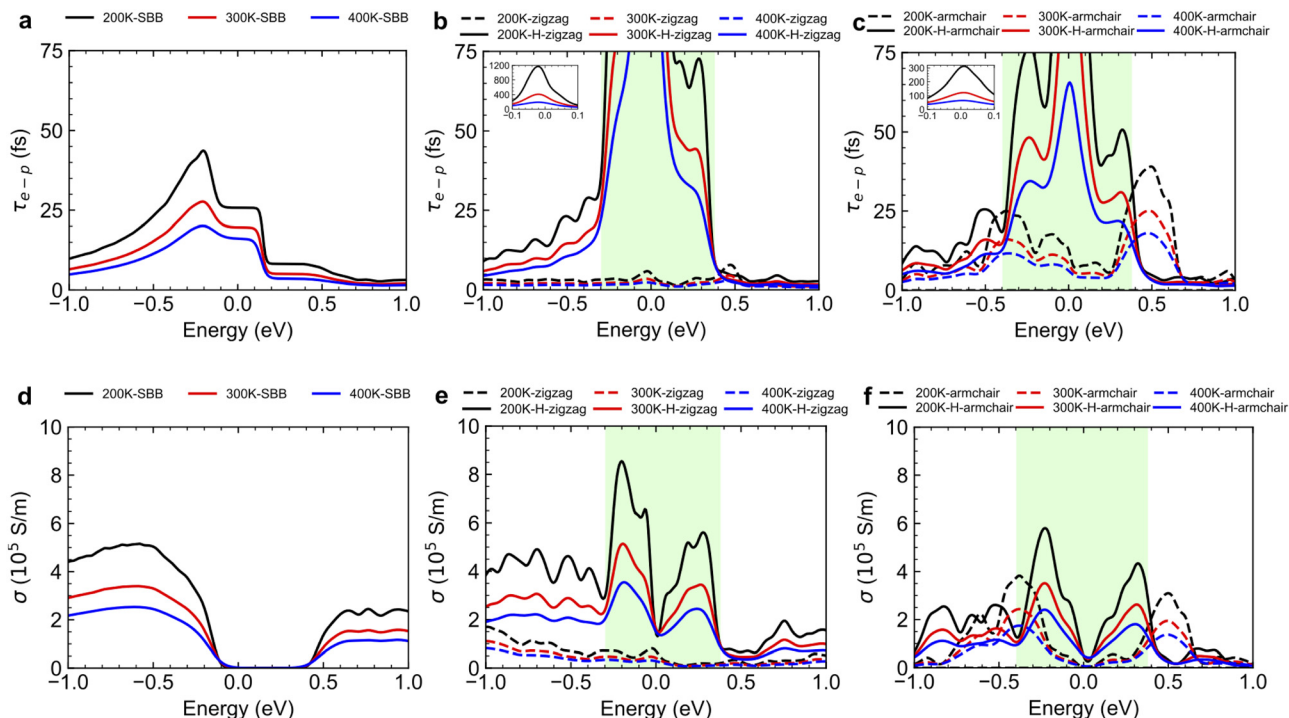 a
200K-SBB 300K-SBB 400K-SBB
75
50
25
0
τe−p (fs)
−1.0 −0.5 0.0 0.5 1.0
Energy (eV)
b
200K-zigzag 300K-zigzag 400K-zigzag
200K-H-zigzag 300K-H-zigzag 400K-H-zigzag
75
50
25
0
τe−p (fs)
1200
800
400
0
−0.1 0.0 0.1
−1.0 −0.5 0.0 0.5 1.0
Energy (eV)
c
200K-armchair 300K-armchair 400K-armchair
200K-H-armchair 300K-H-armchair 400K-H-armchair
75
50
25
0
τe−p (fs)
300
200
100
0
−0.1 0.0 0.1
−1.0 −0.5 0.0 0.5 1.0
Energy (eV)
d
200K-SBB 300K-SBB 400K-SBB
10
8
6
4
2
0
σ (10⁵ S/m)
−1.0 −0.5 0.0 0.5 1.0
Energy (eV)
e
200K-zigzag 300K-zigzag 400K-zigzag
200K-H-zigzag 300K-H-zigzag 400K-H-zigzag
10
8
6
4
2
0
σ (10⁵ S/m)
−1.0 −0.5 0.0 0.5 1.0
Energy (eV)
f
200K-armchair 300K-armchair 400K-armchair
200K-H-armchair 300K-H-armchair 400K-H-armchair
10
8
6
4
2
0
σ (10⁵ S/m)
−1.0 −0.5 0.0 0.5 1.0
Energy (eV)